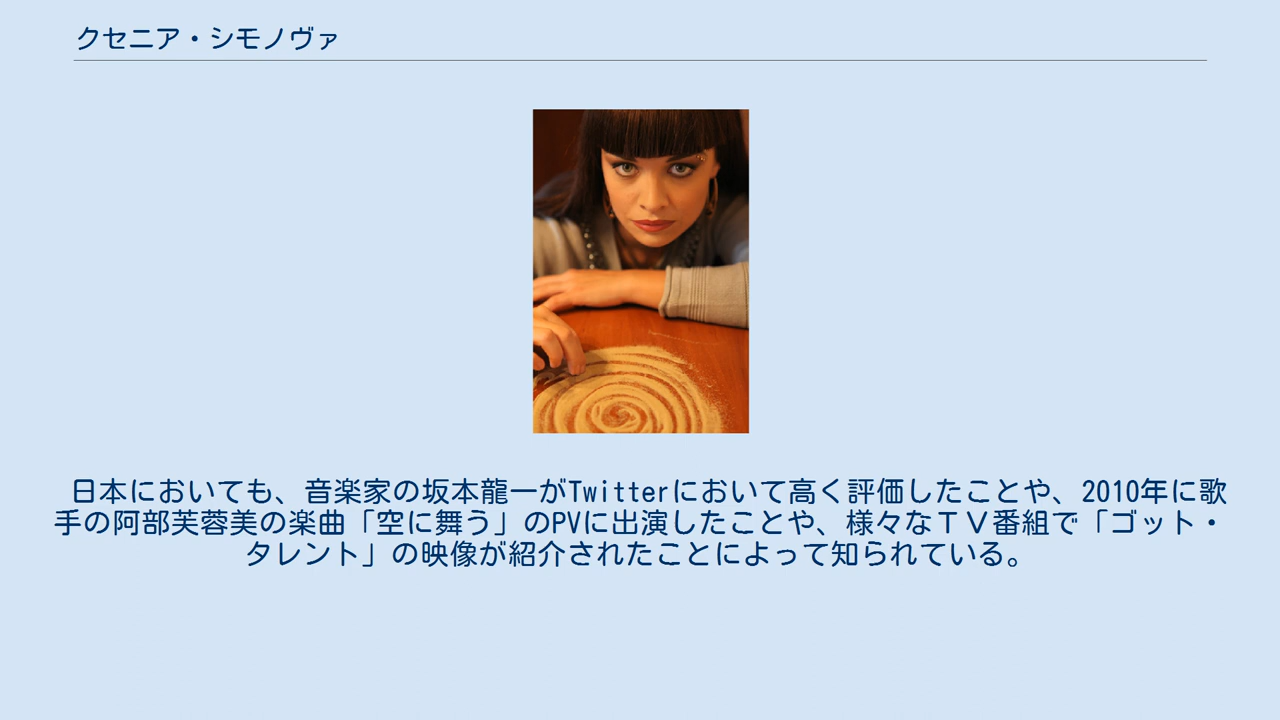 クセニア・シモノヴァ
日本においても、音楽家の坂本龍一がTwitterにおいて高く評価したことや、2010年に歌
手の阿部芙蓉美の楽曲「空に舞う」のPVに出演したことや、様々なＴＶ番組で「ゴット・
タレント」の映像が紹介されたことによって知られている。